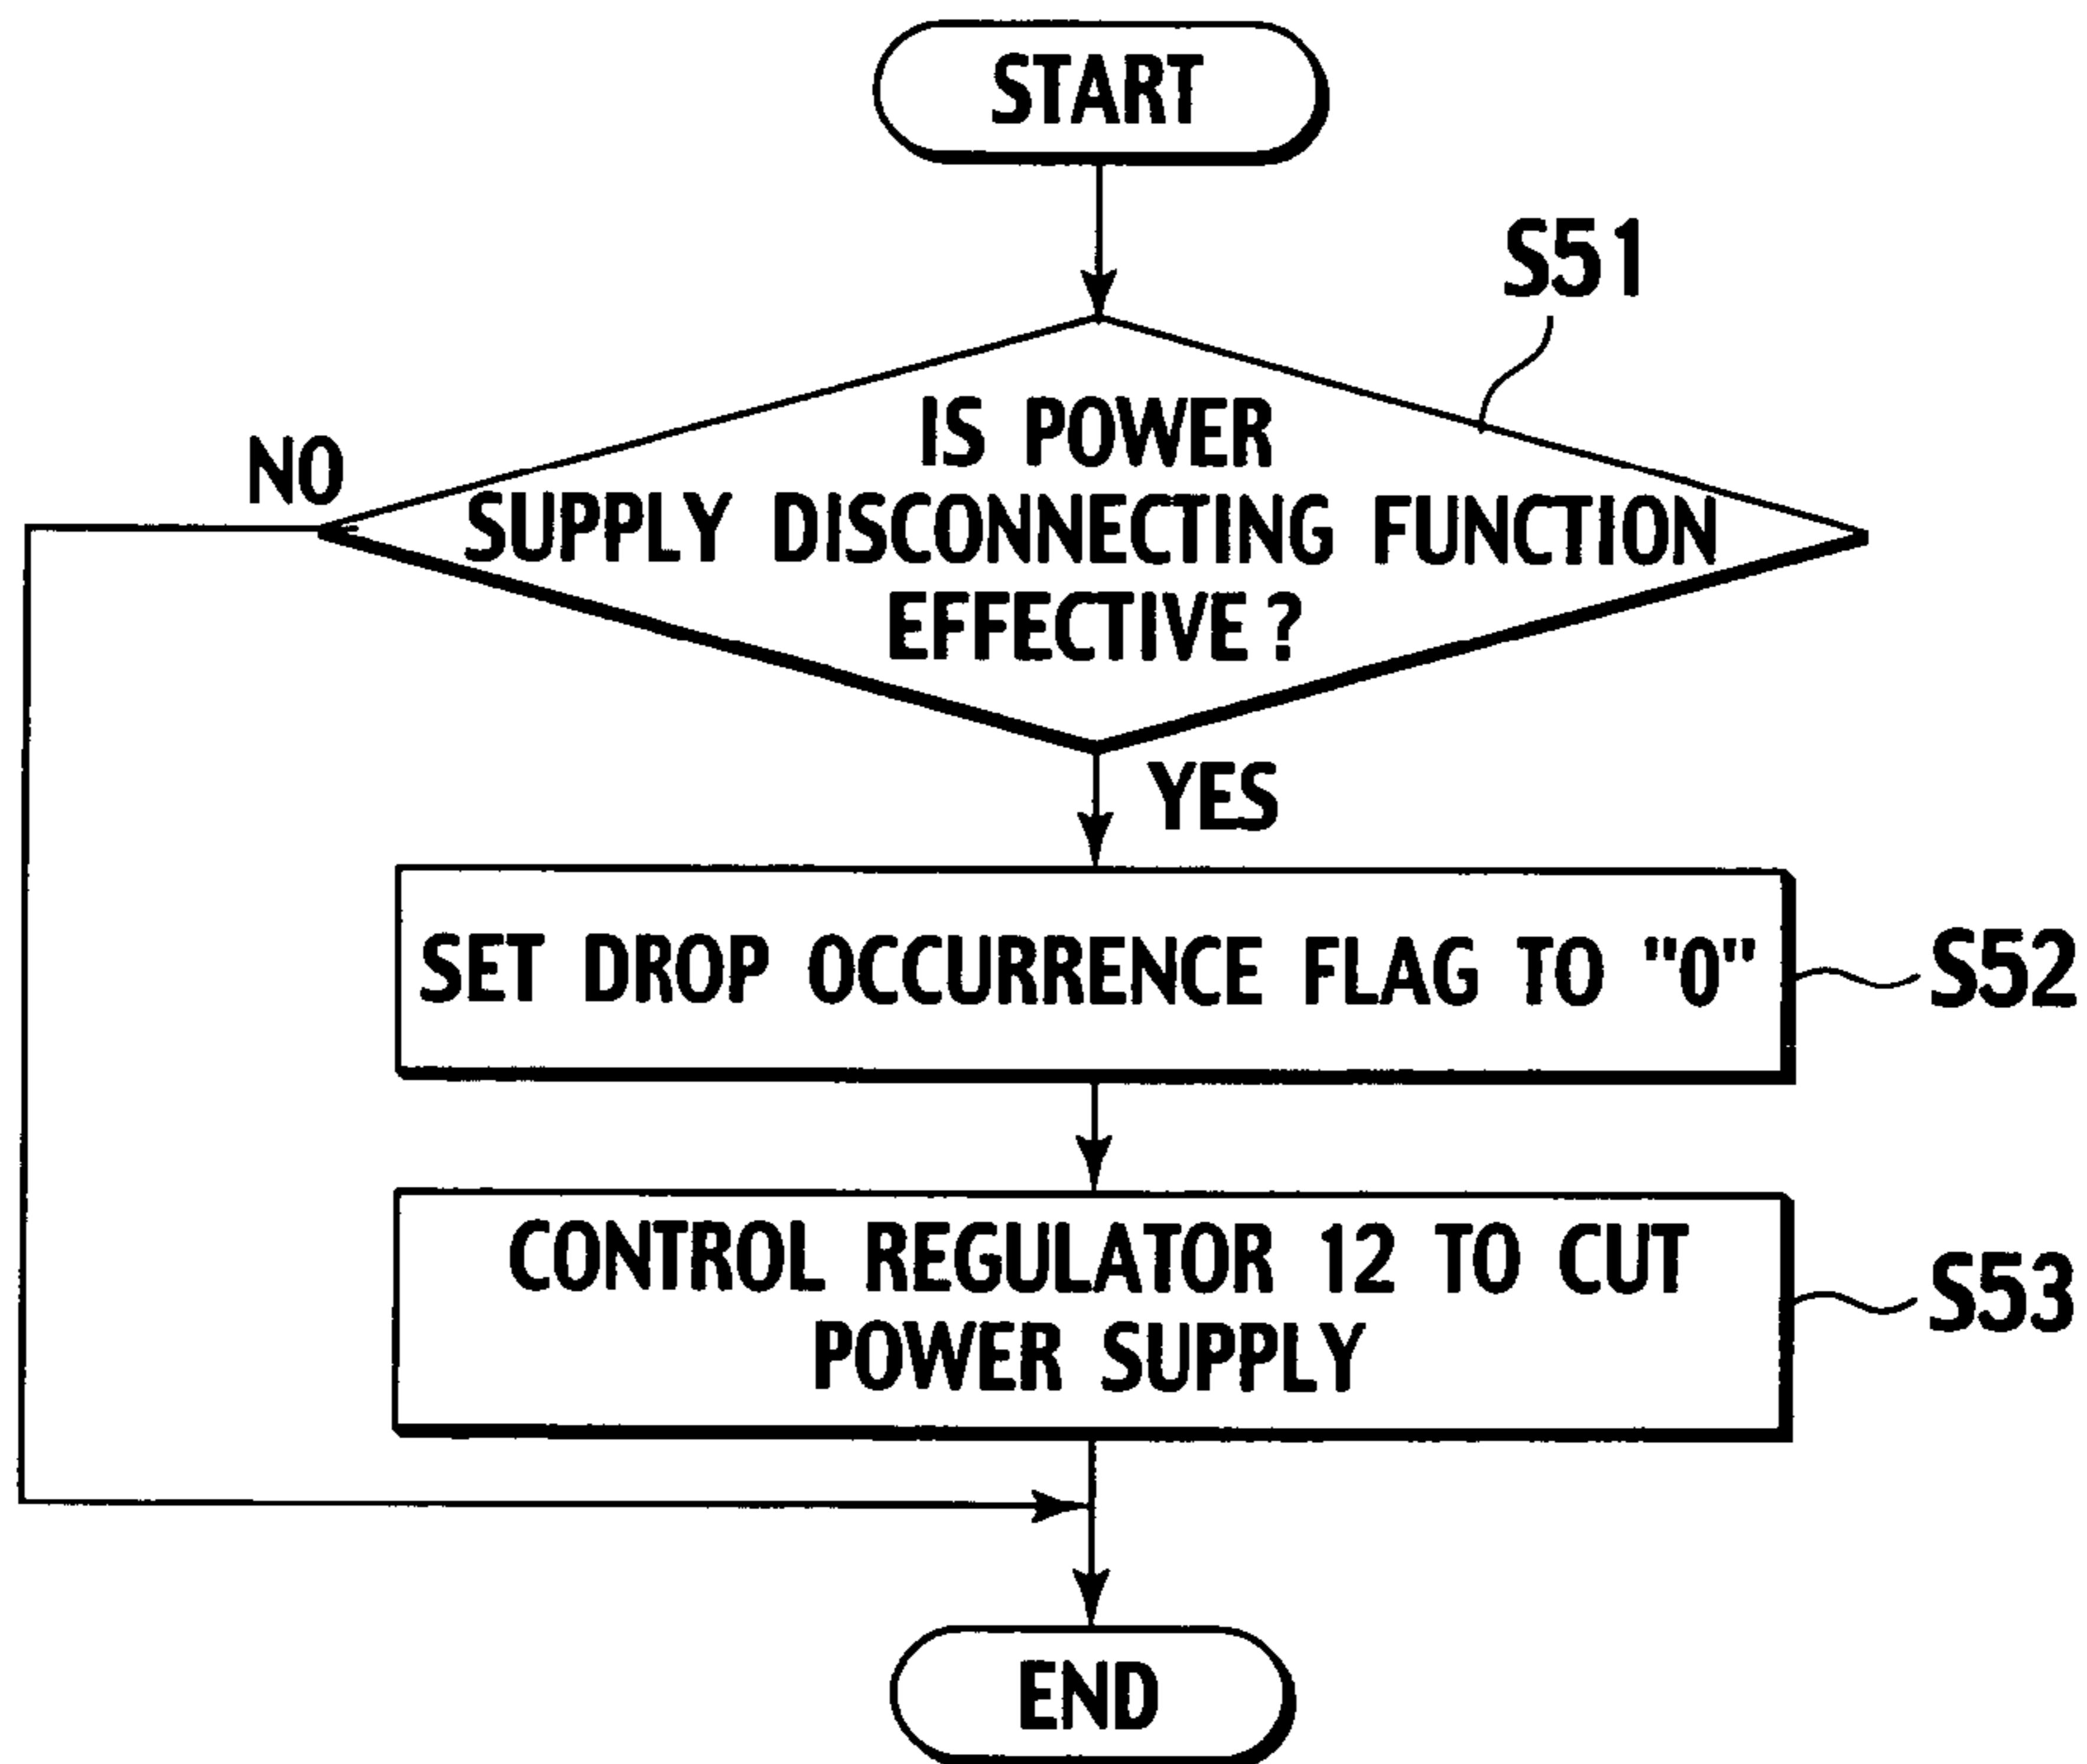 START
S51
IS POWER
NO
SUPPLY DISCONNECTING FUNCTION
EFFECTIVE?
YES
SET DROP OCCURRENCE FLAG TO "0"
S52
CONTROL REGULATOR 12 TO CUT
POWER SUPPLY
S53
END